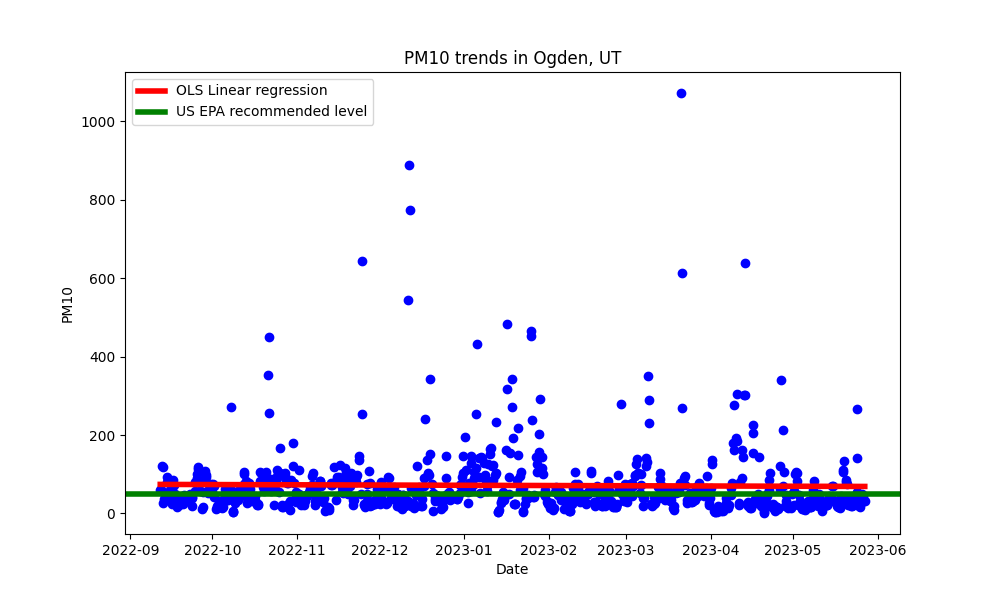 PM10 trends in Ogden, UT
OLS Linear regression
US EPA recommended level
1000
800
600
400
200
0
PM10
2022-09 2022-10 2022-11 2022-12 2023-01 2023-02 2023-03 2023-04 2023-05 2023-06
Date